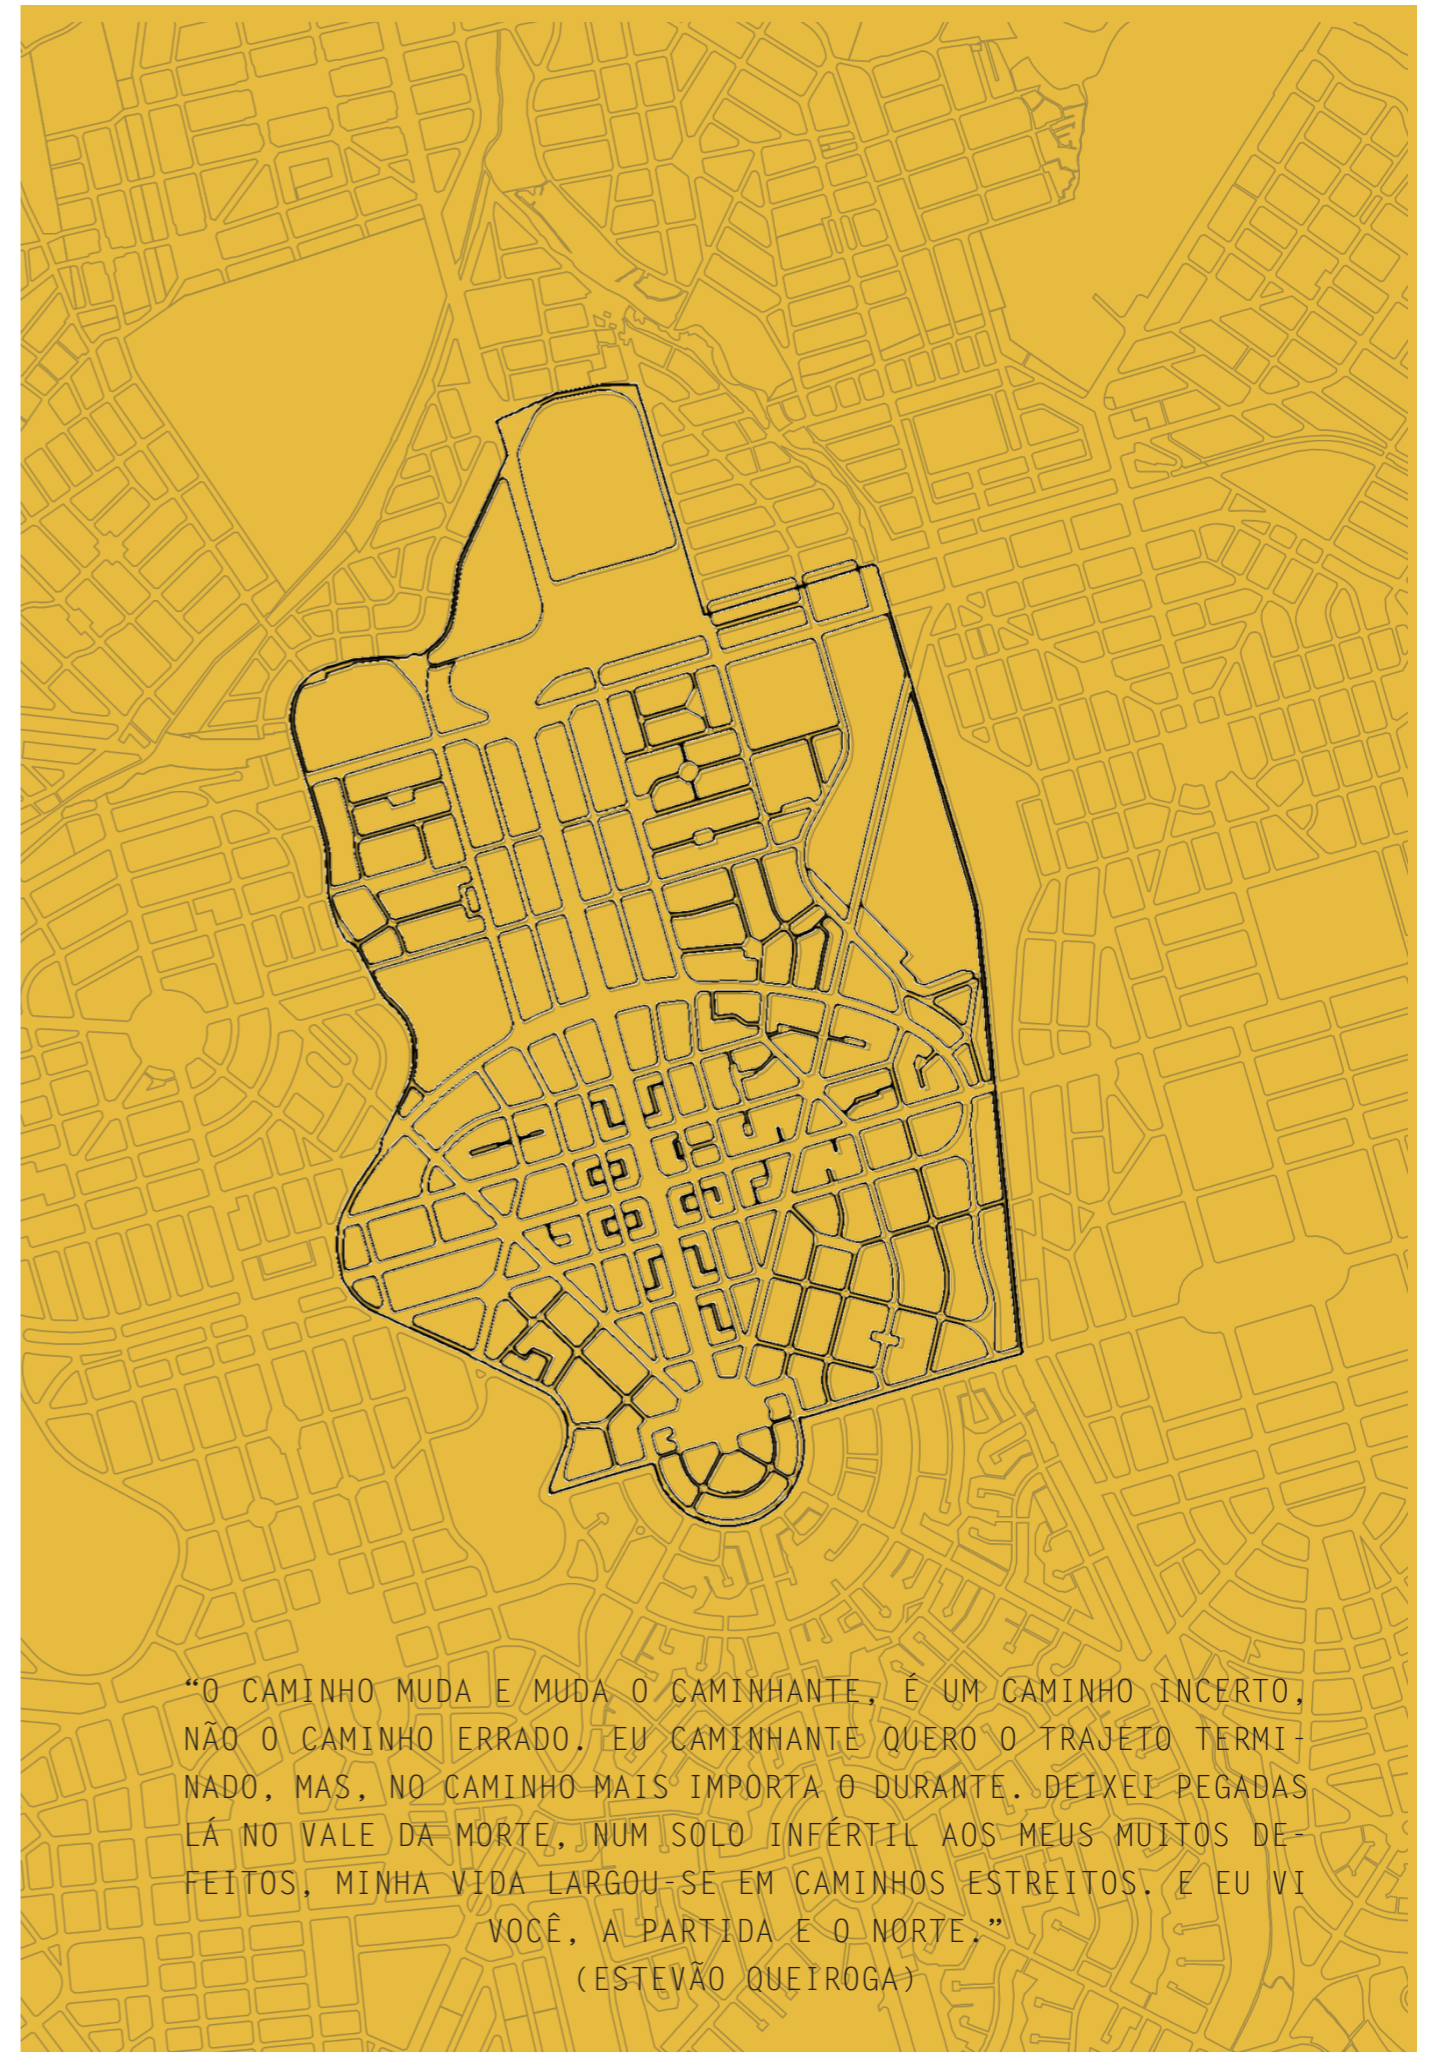 “O CAMINHO MUDA E MUDA O CAMINHANTE, É UM CAMINHO INCERTO,
NÃO O CAMINHO ERRADO. EU CAMINHANTE QUERO O TRAJETO TERMI-
NADO, MAS, NO CAMINHO MAIS IMPORTA O DURANTE. DEIXEI PEGADAS
LÁ NO VALE DA MORTE, NUM SOLO INFÉRTIL AOS MEUS MUITOS DE-
FEITOS, MINHA VIDA LARGOU-SE EM CAMINHOS ESTREITOS. E EU VI
VOCÊ, A PARTIDA E O NORTE.”
(ESTEVÃO QUEIROGA)